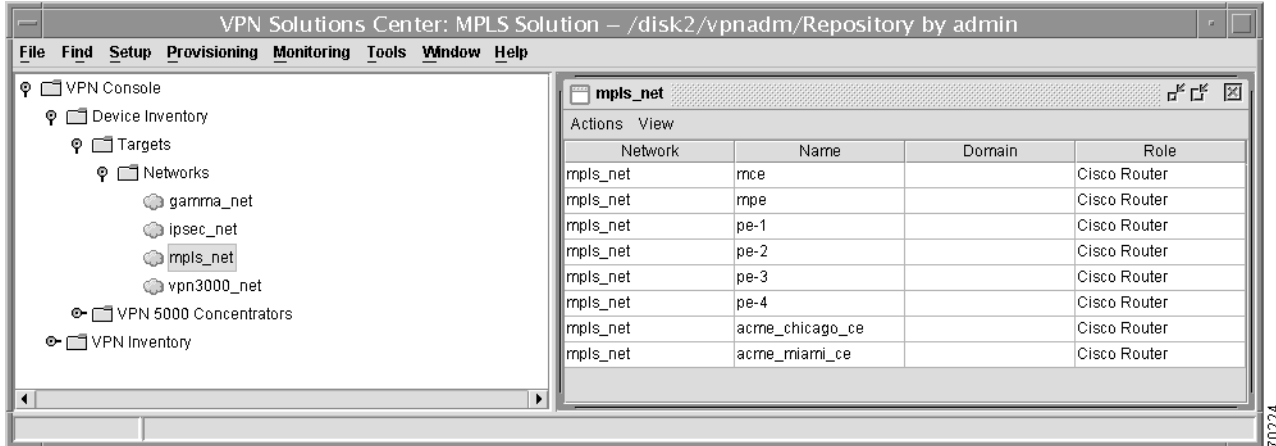 VPN Solutions Center: MPLS Solution – /disk2/vpnadm/Repository by admin
File Find Setup Provisioning Monitoring Tools Window Help
VPN Console
Device Inventory
Targets
Networks
gamma_net
ipsec_net
mpls_net
vpn3000_net
VPN 5000 Concentrators
VPN Inventory
mpls_net
Actions View
Network Name Domain Role
mpls_net mce Cisco Router
mpls_net mpe Cisco Router
mpls_net pe-1 Cisco Router
mpls_net pe-2 Cisco Router
mpls_net pe-3 Cisco Router
mpls_net pe-4 Cisco Router
mpls_net acme_chicago_ce Cisco Router
mpls_net acme_miami_ce Cisco Router
70224